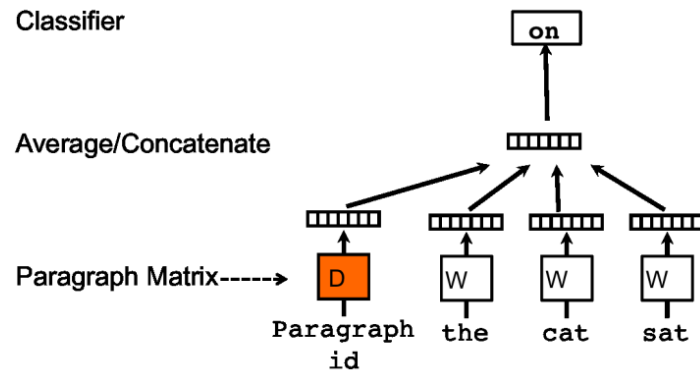 Classifier
on
Average/Concatenate
Paragraph Matrix
D
W
W
W
Paragraph
id
the
cat
sat